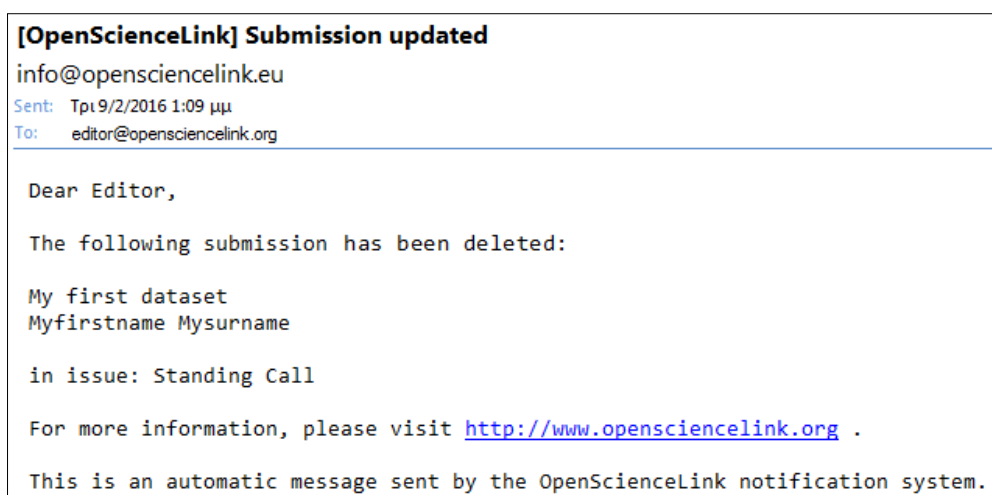 [OpenScienceLink] Submission updated
info@opensciencelink.eu
Sent: Τρι 9/2/2016 1:09 μμ
To: editor@opensciencelink.org
Dear Editor,
The following submission has been deleted:
My first dataset
Myfirstname Mysurname
in issue: Standing Call
For more information, please visit http://www.opensciencelink.org .
This is an automatic message sent by the OpenScienceLink notification system.